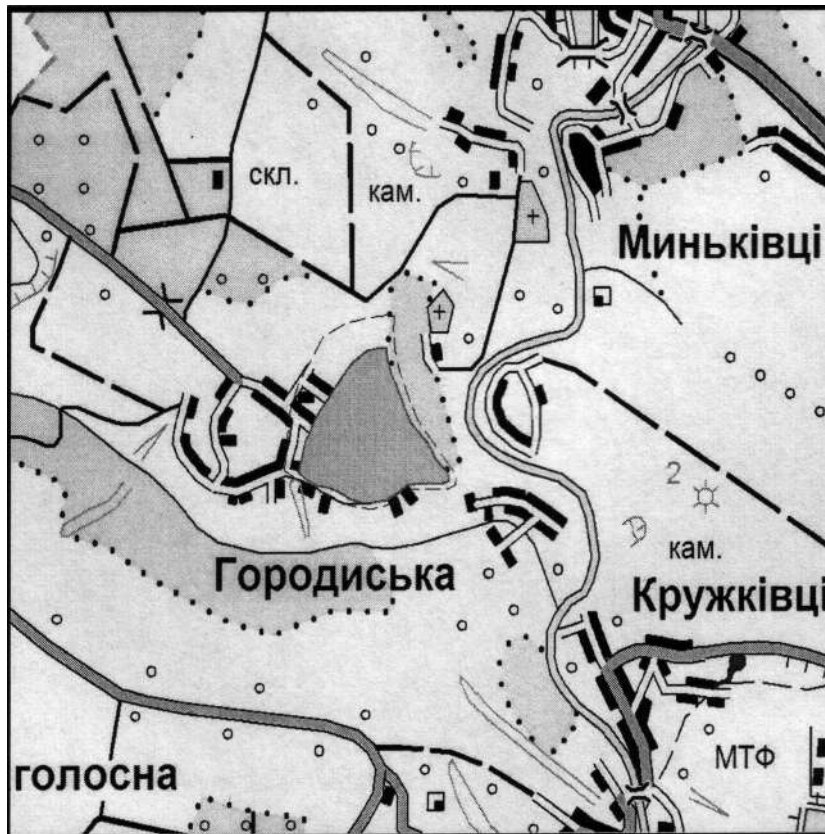 скл.
кам.
Миньківці
2
кам.
Городиська
Кружківці
МТФ
голосна